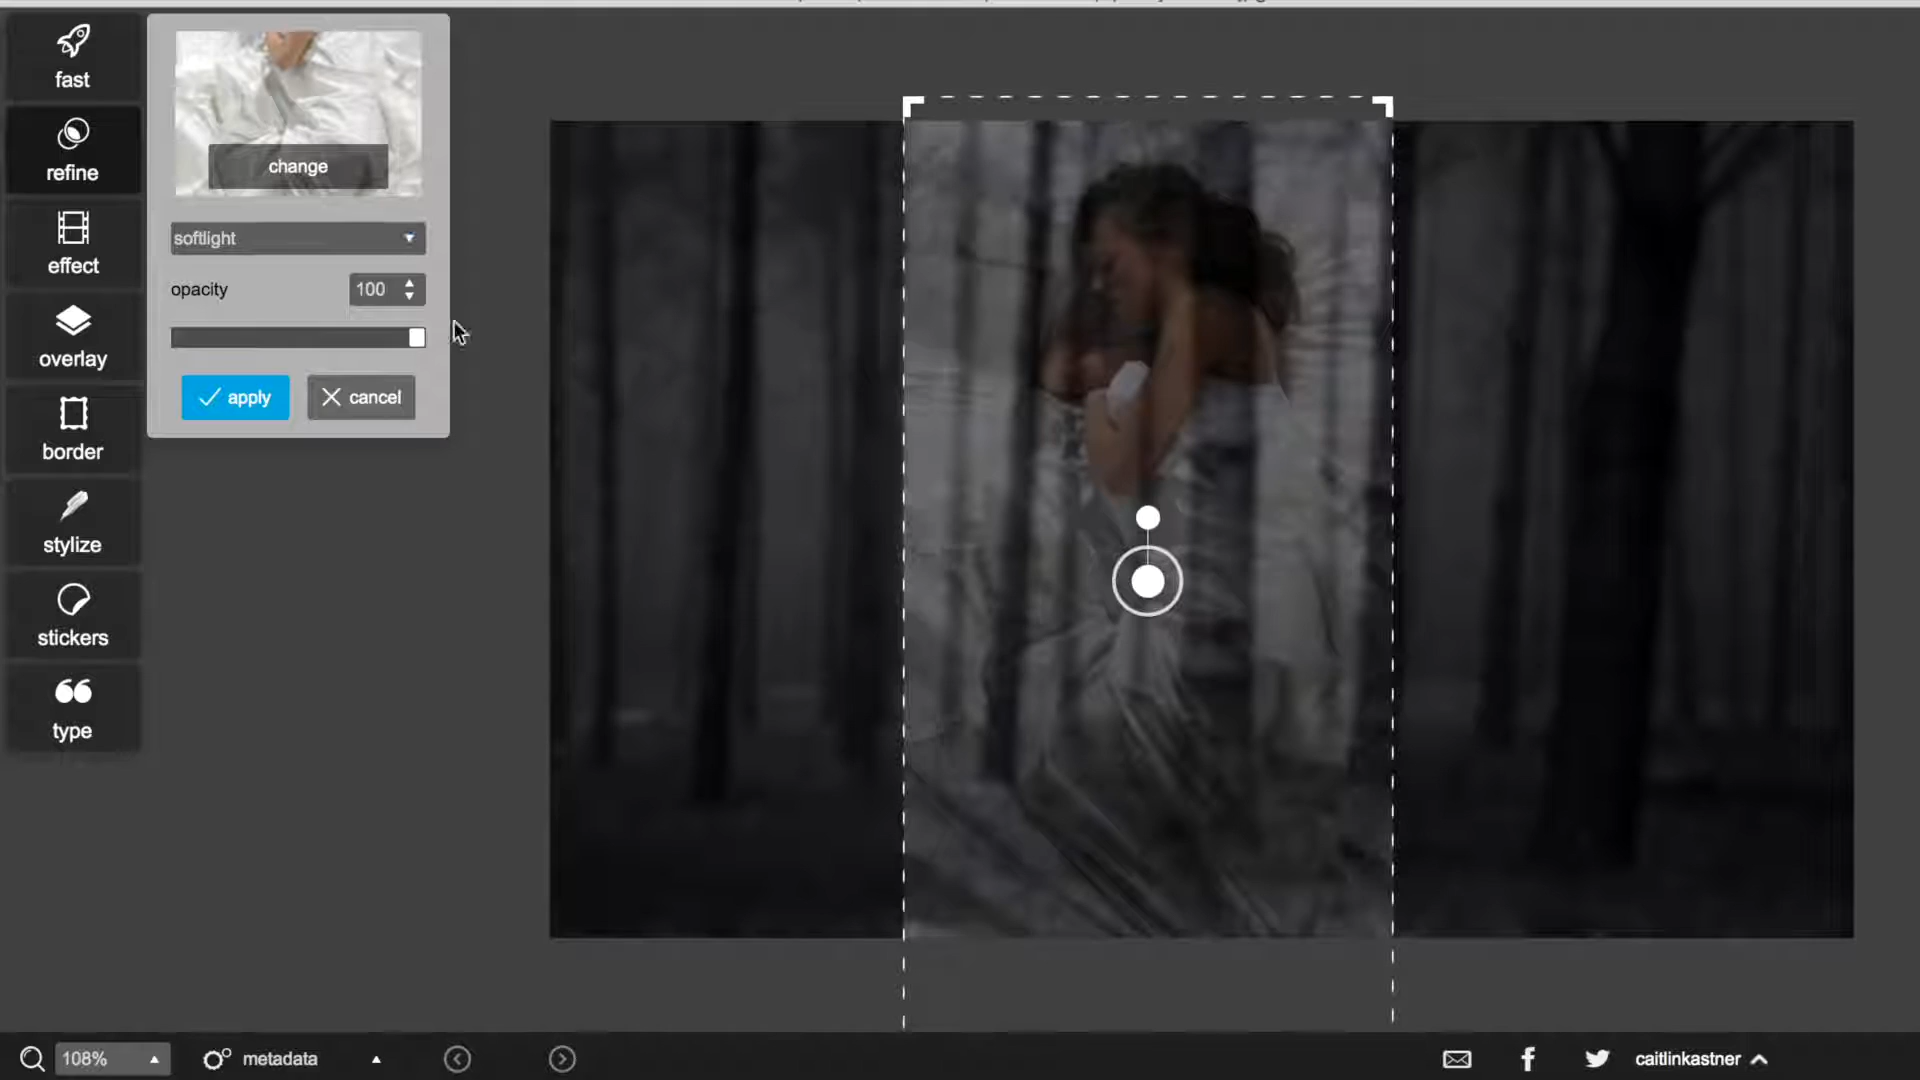 fast
refine
effect
overlay
border
stylize
stickers
type
change
softlight
opacity 100
apply cancel
108% metadata
caitlinkastner